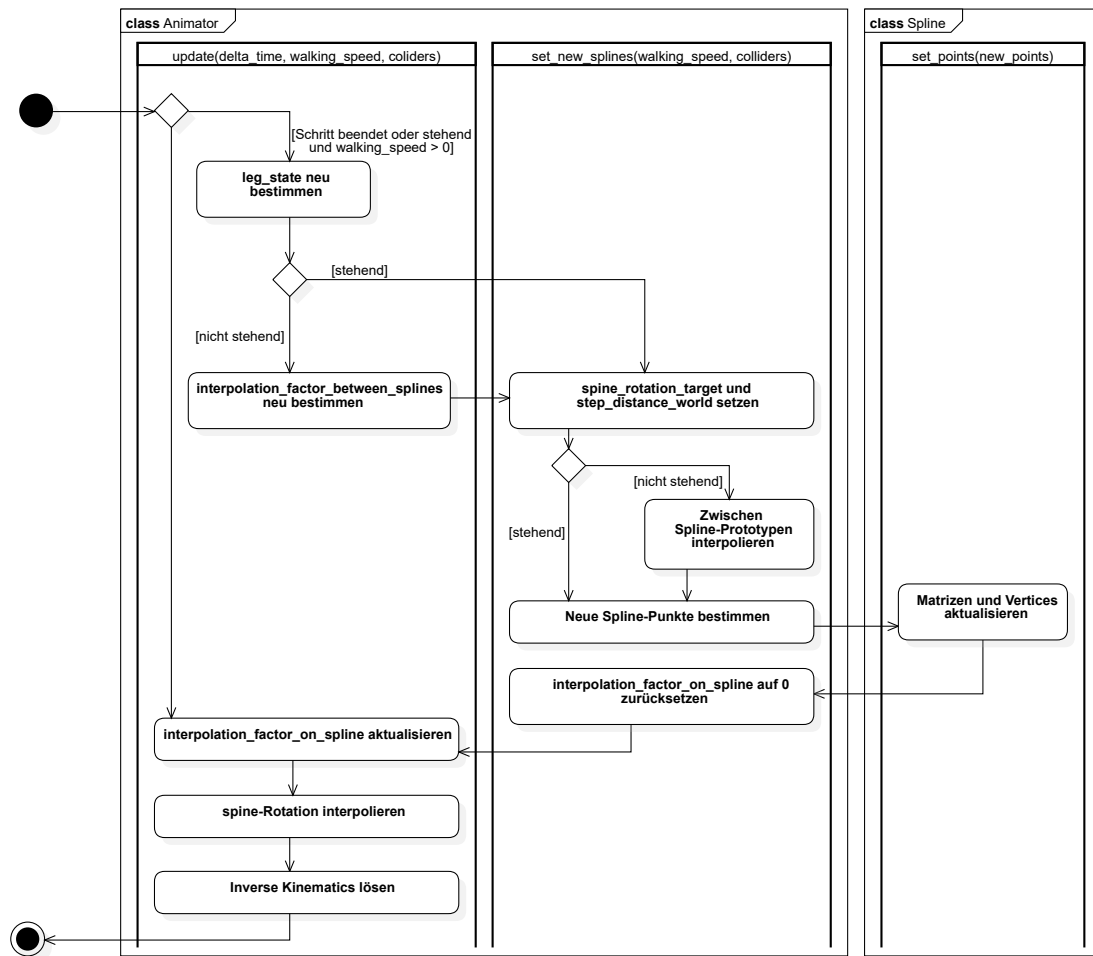 class Animator
class Spline
update(delta_time, walking_speed, coliders)
set_new_splines(walking_speed, colliders)
set_points(new_points)
[Schritt beendet oder stehend
und walking_speed > 0]
leg_state neu
bestimmen
[stehend]
[nicht stehend]
interpolation_factor_between_splines
neu bestimmen
spine_rotation_target und
step_distance_world setzen
[nicht stehend]
[stehend]
Zwischen
Spline-Prototypen
interpolieren
Neue Spline-Punkte bestimmen
Matrizen und Vertices
aktualisieren
interpolation_factor_on_spline auf 0
zurücksetzen
interpolation_factor_on_spline aktualisieren
spine-Rotation interpolieren
Inverse Kinematics lösen